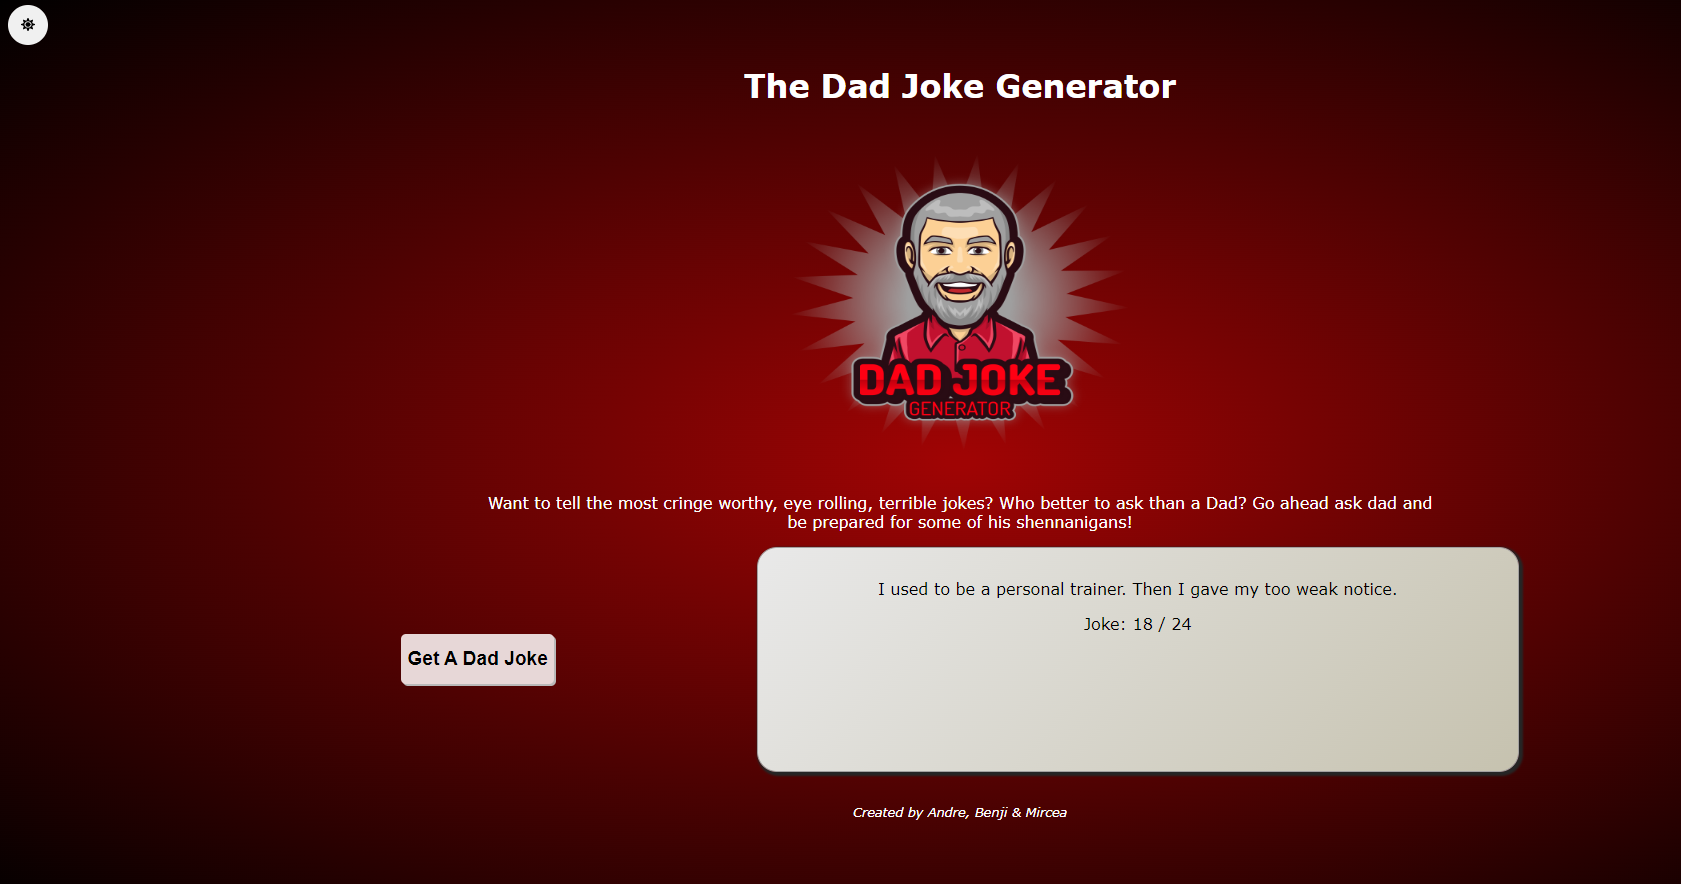 The Dad Joke Generator
DAD JOKE
GENERATOR
Want to tell the most cringe worthy, eye rolling, terrible jokes? Who better to ask than a Dad? Go ahead ask dad and
be prepared for some of his shennanigans!
I used to be a personal trainer. Then I gave my too weak notice.
Joke: 18 / 24
Get A Dad Joke
Created by Andre, Benji & Mircea